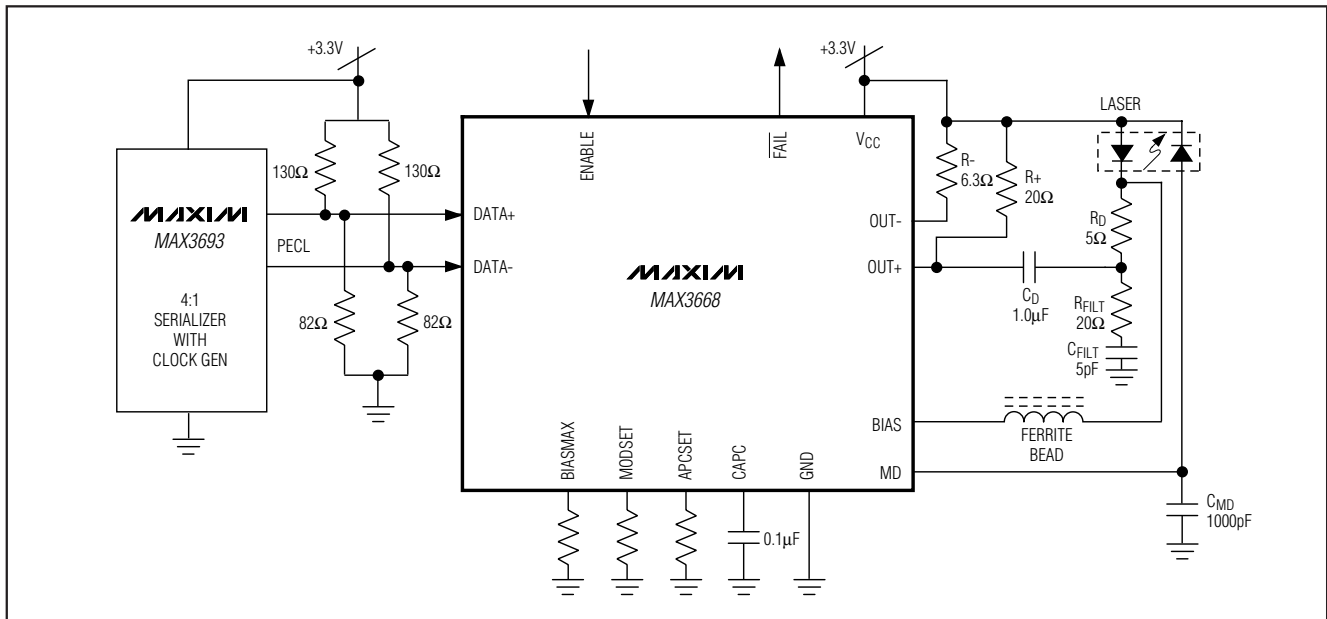 +3.3V
+3.3V
LASER
ENABLE
FAIL
VCC
130Ω
130Ω
R-
6.3Ω
R+
20Ω
MAXIM
MAX3693
PECL
4:1
SERIALIZER
WITH
CLOCK GEN
DATA+
DATA-
82Ω
82Ω
MAXIM
MAX3668
OUT-
OUT+
RD
5Ω
CD
1.0μF
RFILT
20Ω
CFILT
5pF
BIAS
FERRITE
BEAD
MD
CMD
1000pF
BIASMAX
MODSET
APCSET
CAPC
GND
0.1μF